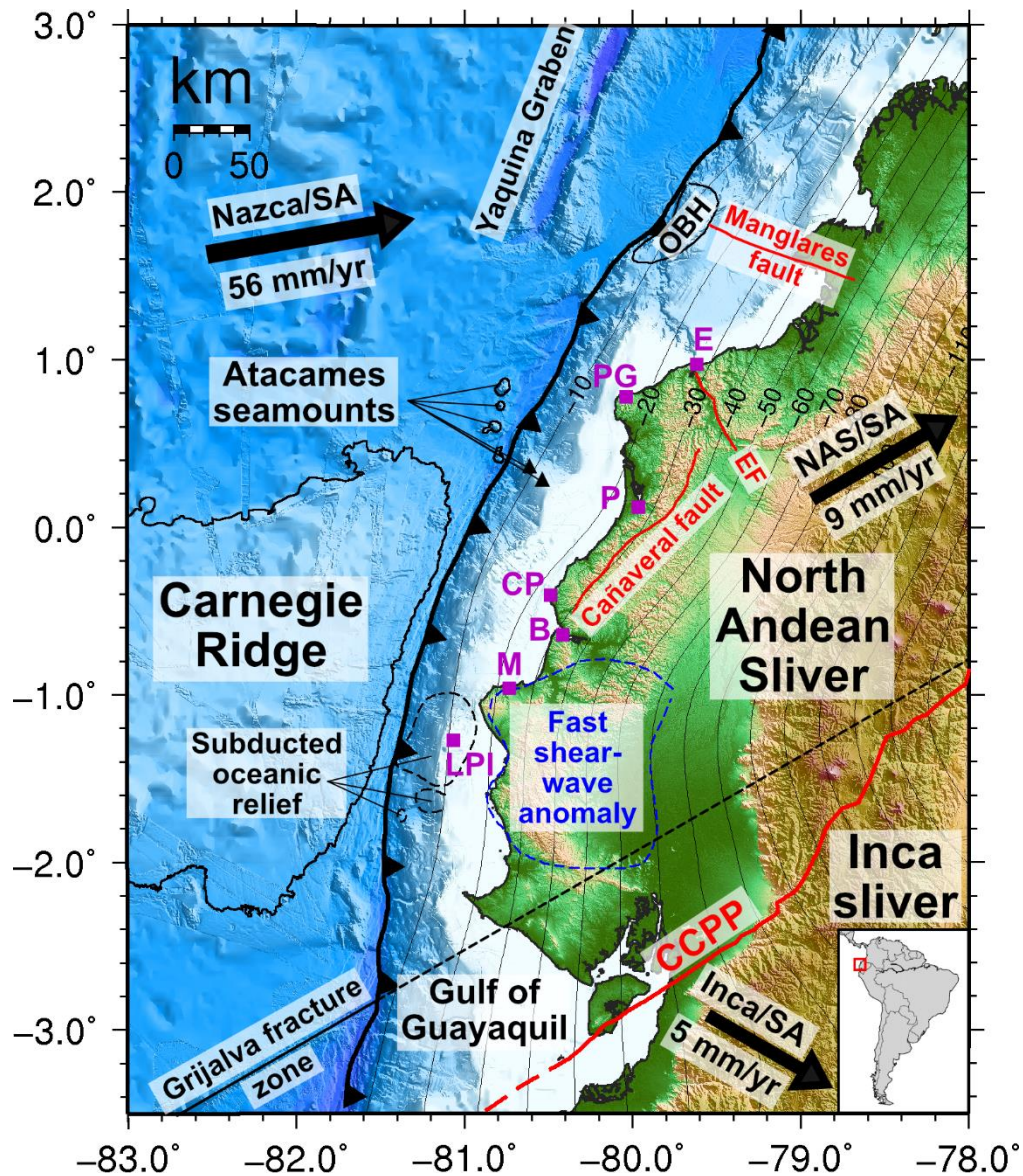 3.0°
2.0°
1.0°
0.0°
−1.0°
−2.0°
−3.0°
−83.0°
−82.0°
−81.0°
−80.0°
−79.0°
−78.0°
km
0 50
Nazca/SA
56 mm/yr
Yaquina Graben
OBH
Manglares
fault
Atacames
seamounts
E
PG
−10
−20
−30
−40
−50
−60
−70
−80
−110
EF
NAS/SA
9 mm/yr
P
Cañaveral fault
CP
B
M
Carnegie
Ridge
North
Andean
Sliver
Subducted
oceanic
relief
LPI
Fast
shear-
wave
anomaly
Inca
sliver
CCPP
Gulf of
Guayaquil
Inca/SA
5 mm/yr
Grijalva fracture
zone